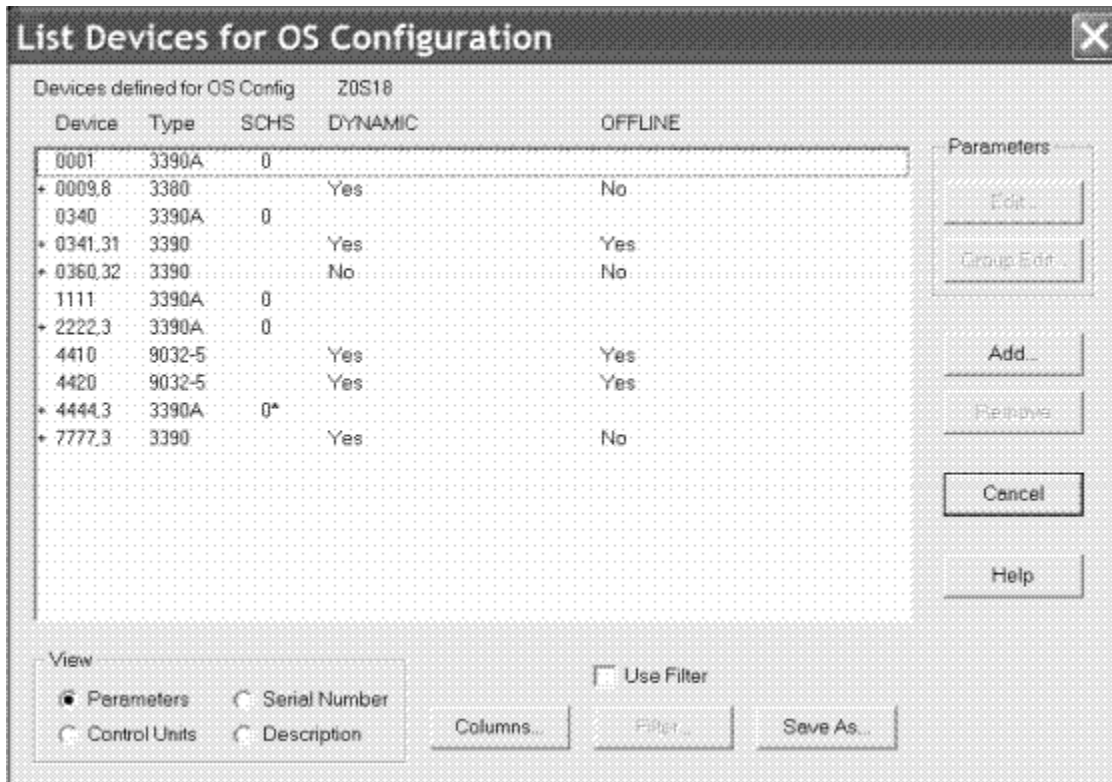 List Devices for OS Configuration
Devices defined for OS Config Z0S18
Device Type SCHS DYNAMIC OFFLINE
0001 3390A 0
+ 0009,8 3380 Yes No
0340 3390A 0
+ 0341,31 3390 Yes Yes
+ 0360,32 3390 No No
1111 3390A 0
+ 2222,3 3390A 0
4410 9032-5 Yes Yes
4420 9032-5 Yes Yes
+ 4444,3 3390A 0*
+ 7777,3 3390 Yes No
Parameters
Edit...
Group Edit...
Add...
Remove
Cancel
Help
View
Parameters Serial Number
Control Units Description
Use Filter
Columns... Filter... Save As...